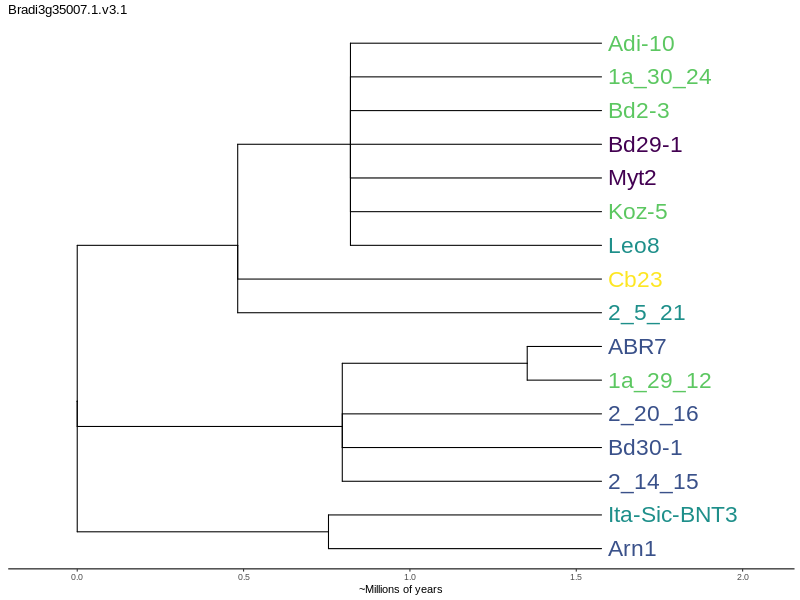 Bradi3g35007.1.v3.1
Adi-10
1a_30_24
Bd2-3
Bd29-1
Myt2
Koz-5
Leo8
Cb23
2_5_21
ABR7
1a_29_12
2_20_16
Bd30-1
2_14_15
Ita-Sic-BNT3
Arn1
0.0 0.5 1.0 1.5 2.0
~Millions of years